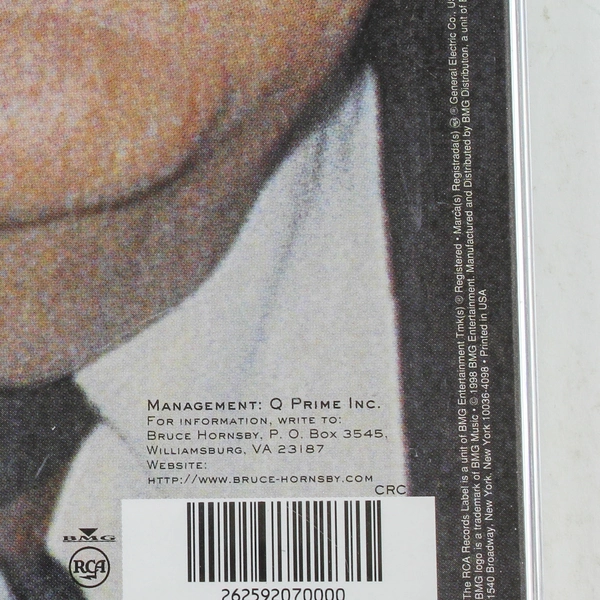 MANAGEMENT: Q PRIME INC.
FOR INFORMATION, WRITE TO:
BRUCE HORNSBY, P. O. BOX 3545,
WILLIAMSBURG, VA 23187
WEBSITE:
HTTP://WWW.BRUCE-HORNSBY.COM
CRC
BMG
RCA
262592070000
The RCA Records Label is a unit of BMG Entertainment Tmk(s) ® Registered • Marca(s) Registrada(s) ® General Electric Co., 
BMG logo is a trademark of BMG Music • © 1998 BMG Entertainment. Manufactured and Distributed by BMG Distribution, a unit of
1540 Broadway, New York, New York 10036-4098 • Printed in USA